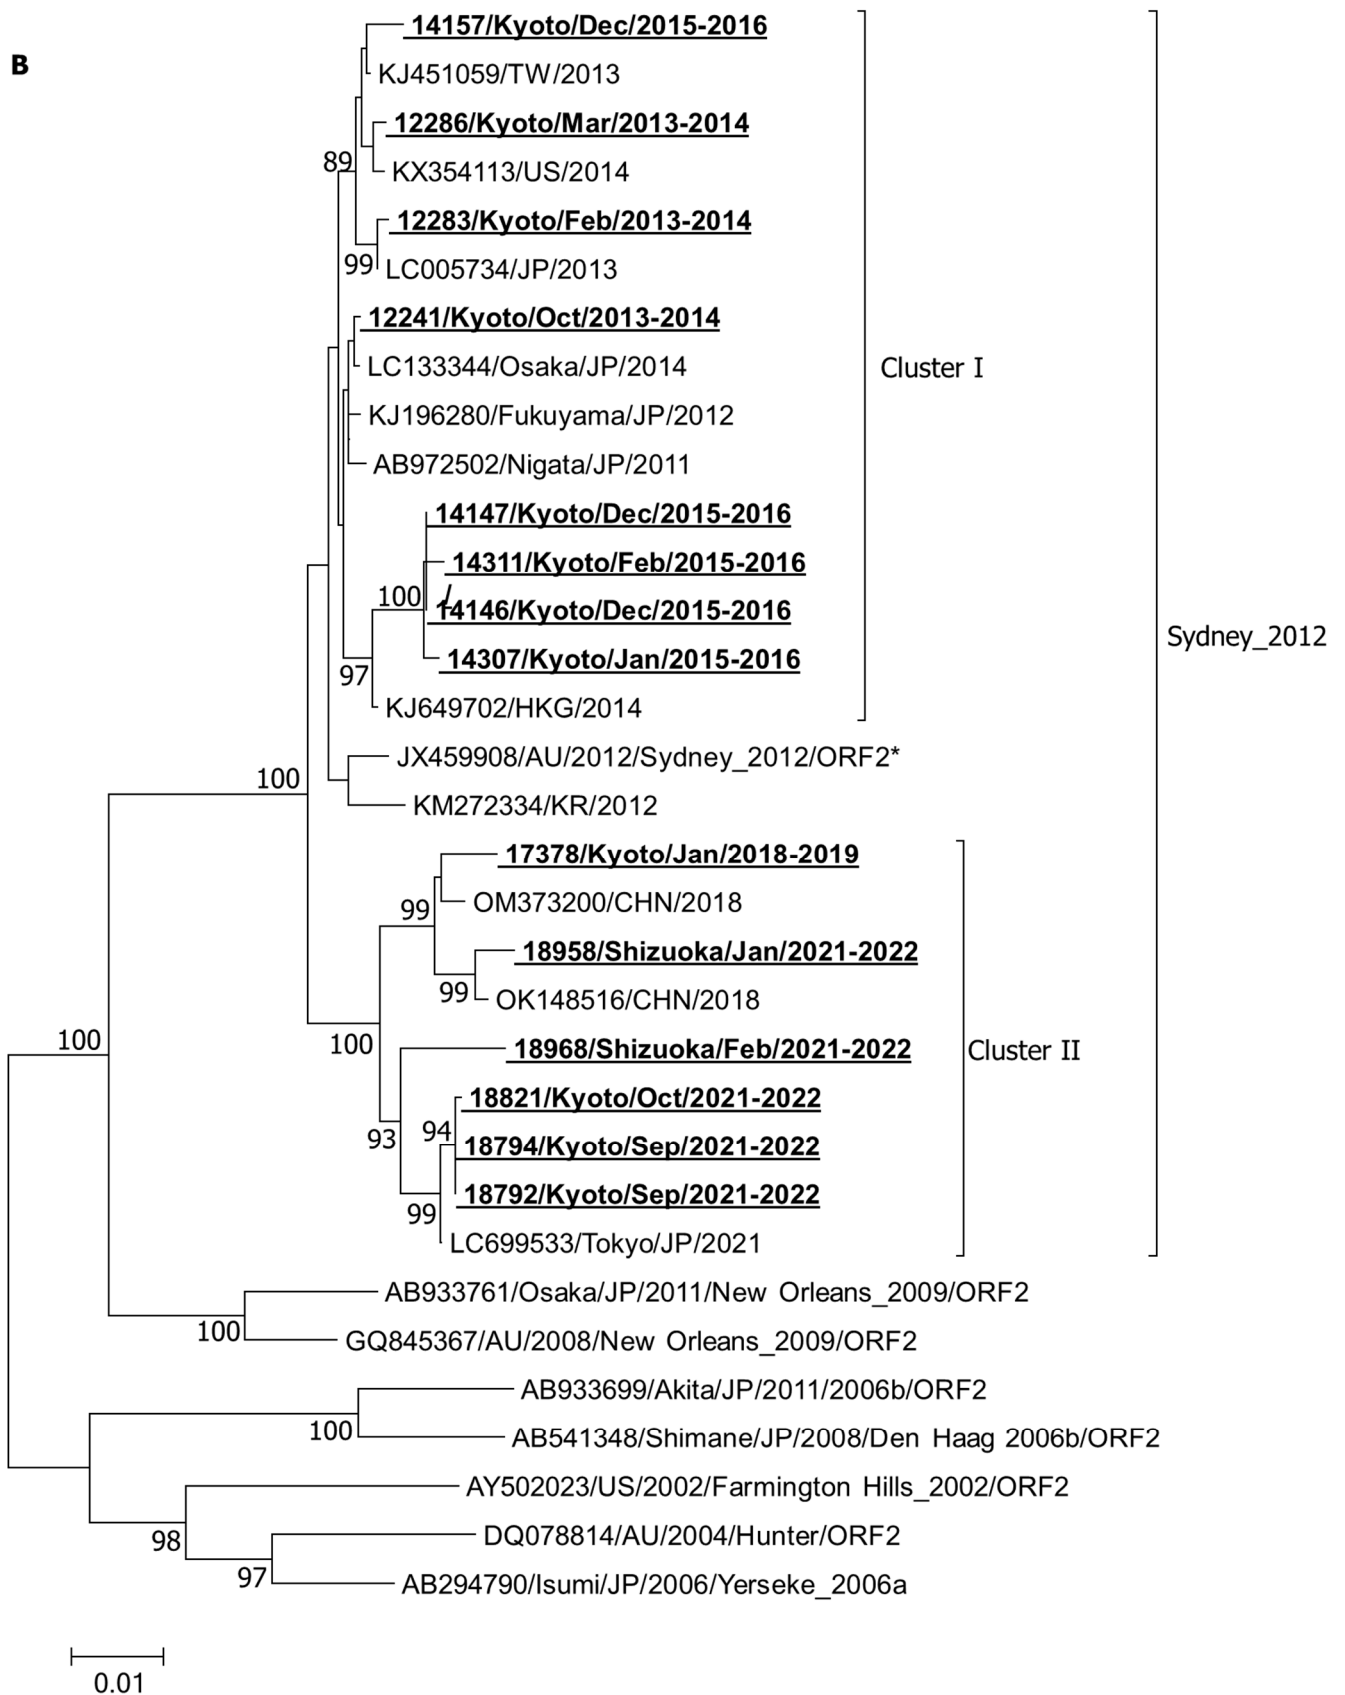 B
14157/Kyoto/Dec/2015-2016
KJ451059/TW/2013
12286/Kyoto/Mar/2013-2014
89
KX354113/US/2014
12283/Kyoto/Feb/2013-2014
99
LC005734/JP/2013
12241/Kyoto/Oct/2013-2014
LC133344/Osaka/JP/2014
Cluster I
KJ196280/Fukuyama/JP/2012
AB972502/Nigata/JP/2011
14147/Kyoto/Dec/2015-2016
14311/Kyoto/Feb/2015-2016
100
14146/Kyoto/Dec/2015-2016
Sydney_2012
14307/Kyoto/Jan/2015-2016
97
KJ649702/HKG/2014
JX459908/AU/2012/Sydney_2012/ORF2*
100
KM272334/KR/2012
17378/Kyoto/Jan/2018-2019
99
OM373200/CHN/2018
18958/Shizuoka/Jan/2021-2022
99
OK148516/CHN/2018
100
100
18968/Shizuoka/Feb/2021-2022
Cluster II
18821/Kyoto/Oct/2021-2022
93
94
18794/Kyoto/Sep/2021-2022
18792/Kyoto/Sep/2021-2022
99
LC699533/Tokyo/JP/2021
AB933761/Osaka/JP/2011/New Orleans_2009/ORF2
100
GQ845367/AU/2008/New Orleans_2009/ORF2
AB933699/Akita/JP/2011/2006b/ORF2
100
AB541348/Shimane/JP/2008/Den Haag 2006b/ORF2
AY502023/US/2002/Farmington Hills_2002/ORF2
98
DQ078814/AU/2004/Hunter/ORF2
97
AB294790/Isumi/JP/2006/Yerseke_2006a
0.01